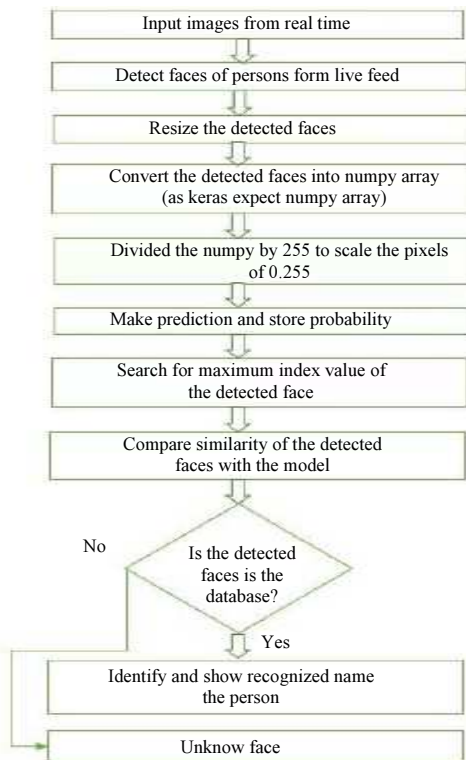 Input images from real time
Detect faces of persons form live feed
Resize the detected faces
Convert the detected faces into numpy array
(as keras expect numpy array)
Divided the numpy by 255 to scale the pixels
of 0.255
Make prediction and store probability
Search for maximum index value of
the detected face
Compare similarity of the detected
faces with the model
No
Is the detected
faces is the
database?
Yes
Identify and show recognized name
the person
Unknow face